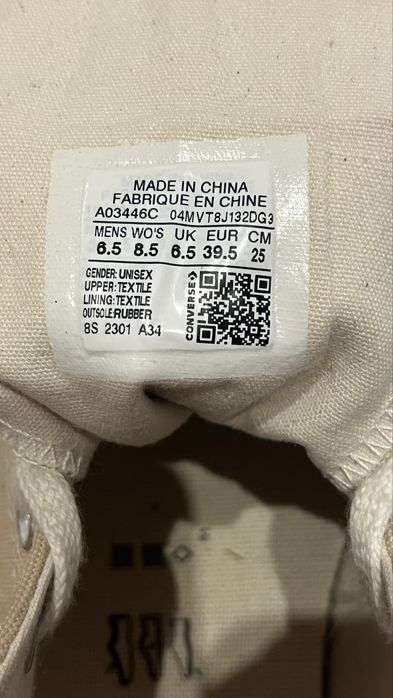 MADE IN CHINA
FABRIQUE EN CHINE
A03446C 04MVT8J132DG3
MENS WO'S UK EUR CM
6.5 8.5 6.5 39.5 25
GENDER: UNISEX
UPPER: TEXTILE
LINING: TEXTILE
OUTSOLE:RUBBER
8S 2301 A34
CONVERSE